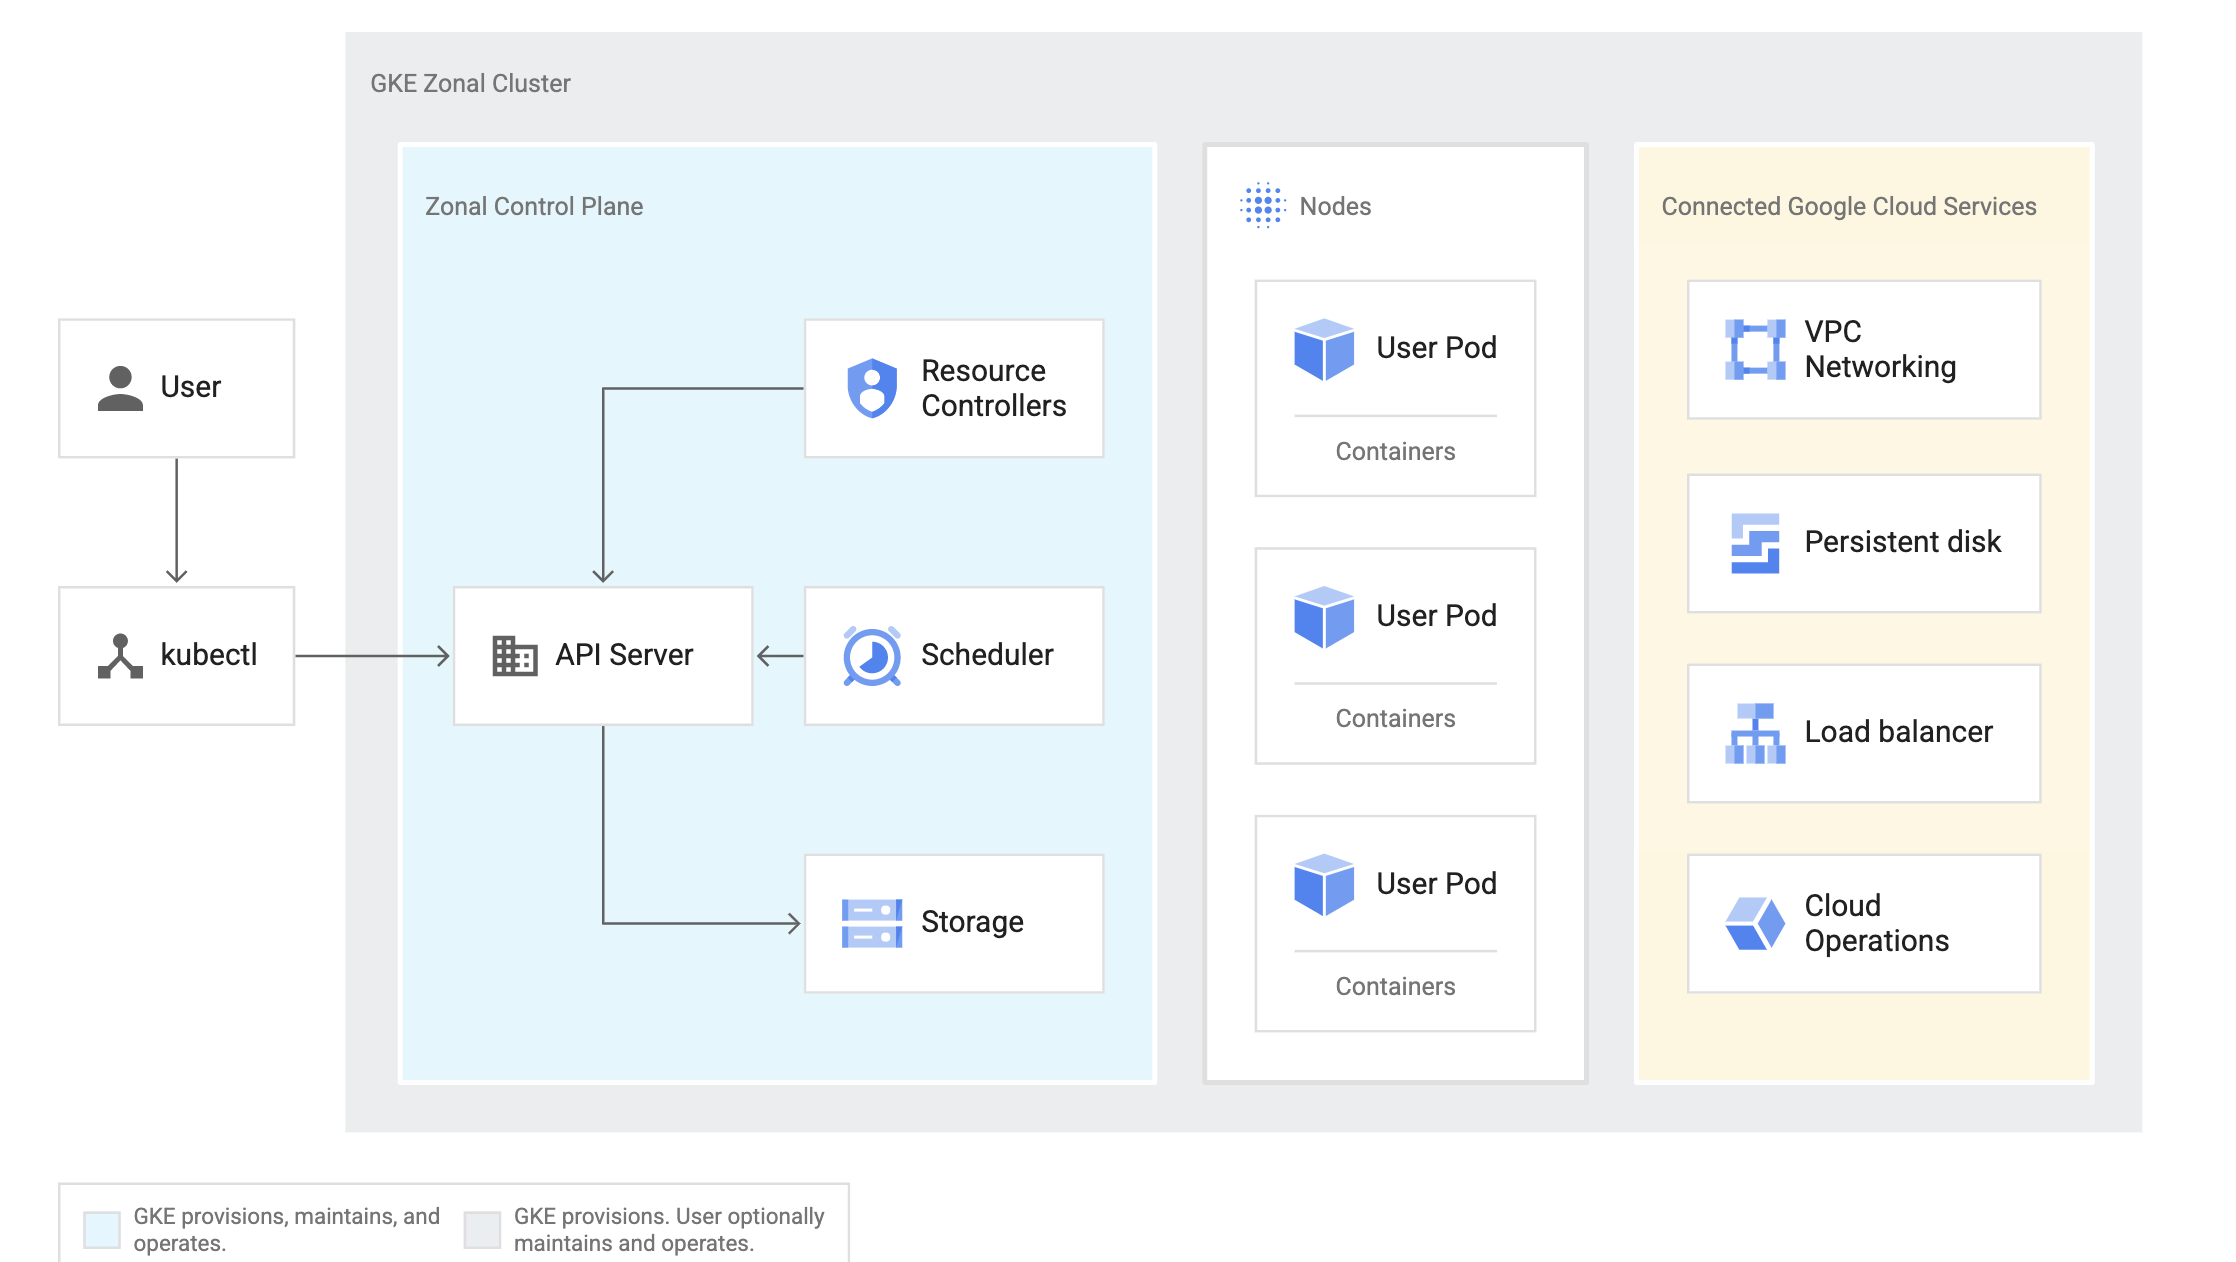 GKE Zonal Cluster
Zonal Control Plane
Nodes
Connected Google Cloud Services
User
kubectl
Resource
Controllers
API Server
Scheduler
Storage
User Pod
Containers
User Pod
Containers
User Pod
Containers
VPC
Networking
Persistent disk
Load balancer
Cloud
Operations
GKE provisions, maintains, and
operates.
GKE provisions. User optionally
maintains and operates.